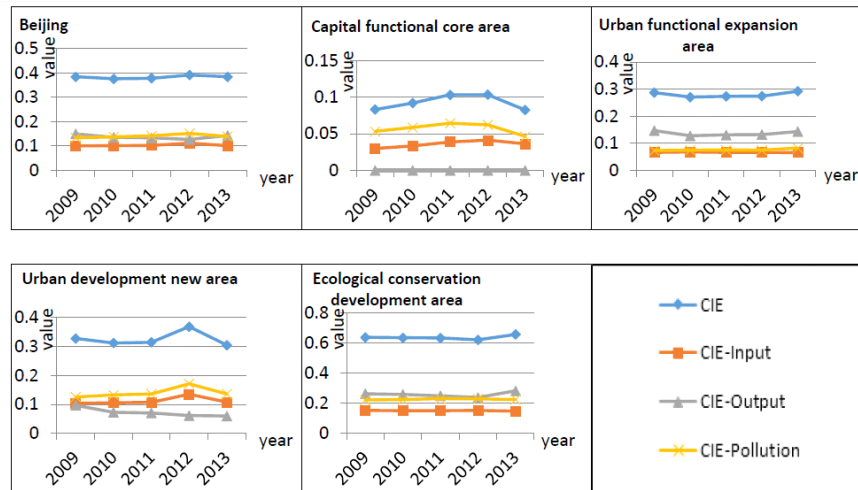 Beijing
0.5
0.4
0.3
0.2
0.1
0
value
2009
2010
2011
2012
2013
year
Capital functional core area
0.15
0.1
0.05
0
value
2009
2010
2011
2012
2013
year
Urban functional expansion
area
0.4
0.3
0.2
0.1
0
value
2009
2010
2011
2012
2013
year
Urban development new area
0.4
0.3
0.2
0.1
0
value
2009
2010
2011
2012
2013
year
Ecological conservation
development area
0.8
0.6
0.4
0.2
0
value
2009
2010
2011
2012
2013
year
CIE
CIE-Input
CIE-Output
CIE-Pollution